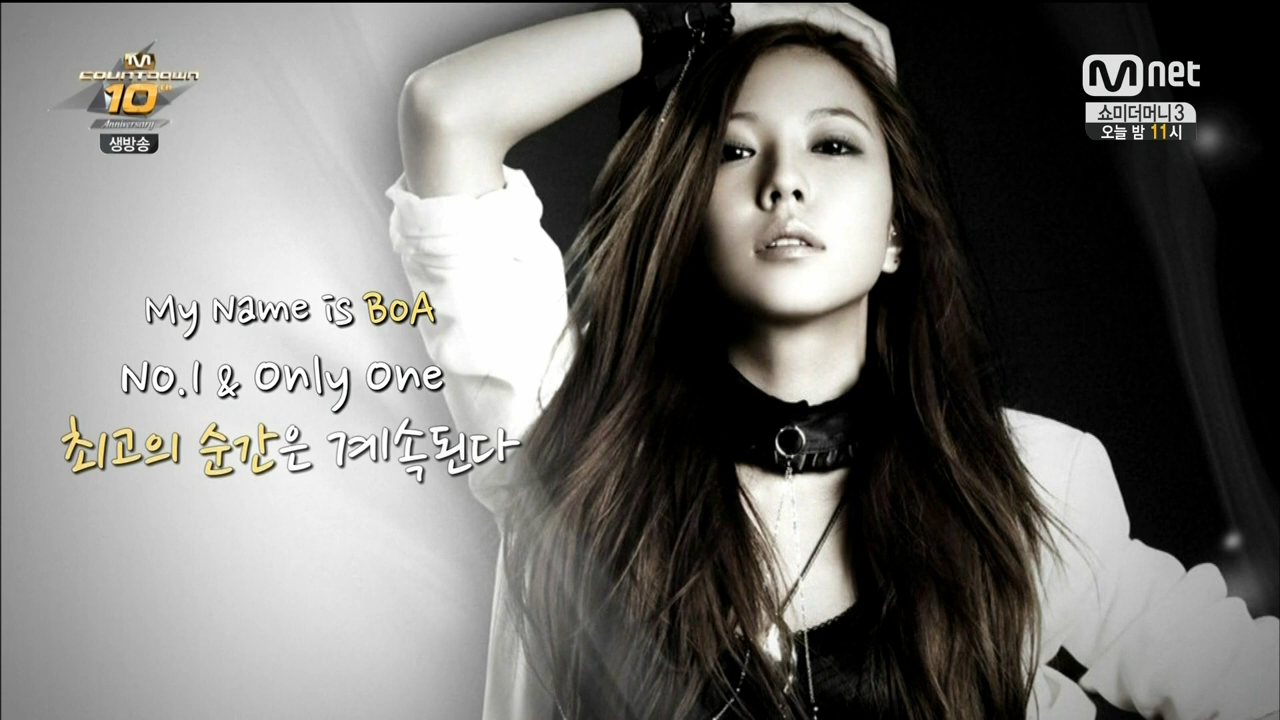 M
COUNTDOWN
10TH
Anniversary
생방송
Mnet
쇼미더머니3
오늘 밤 11시
My Name is BoA
No.1 & Only One
최고의 순간은 계속된다